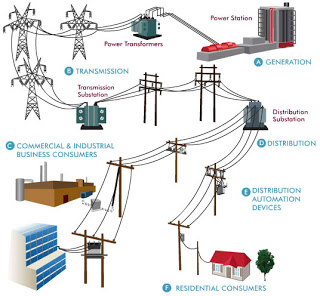 Power Station
Power Transformers
A GENERATION
B TRANSMISSION
Transmission
Substation
Distribution
Substation
C COMMERCIAL & INDUSTRIAL
BUSINESS CONSUMERS
D DISTRIBUTION
E DISTRIBUTION
AUTOMATION
DEVICES
F RESIDENTIAL CONSUMERS